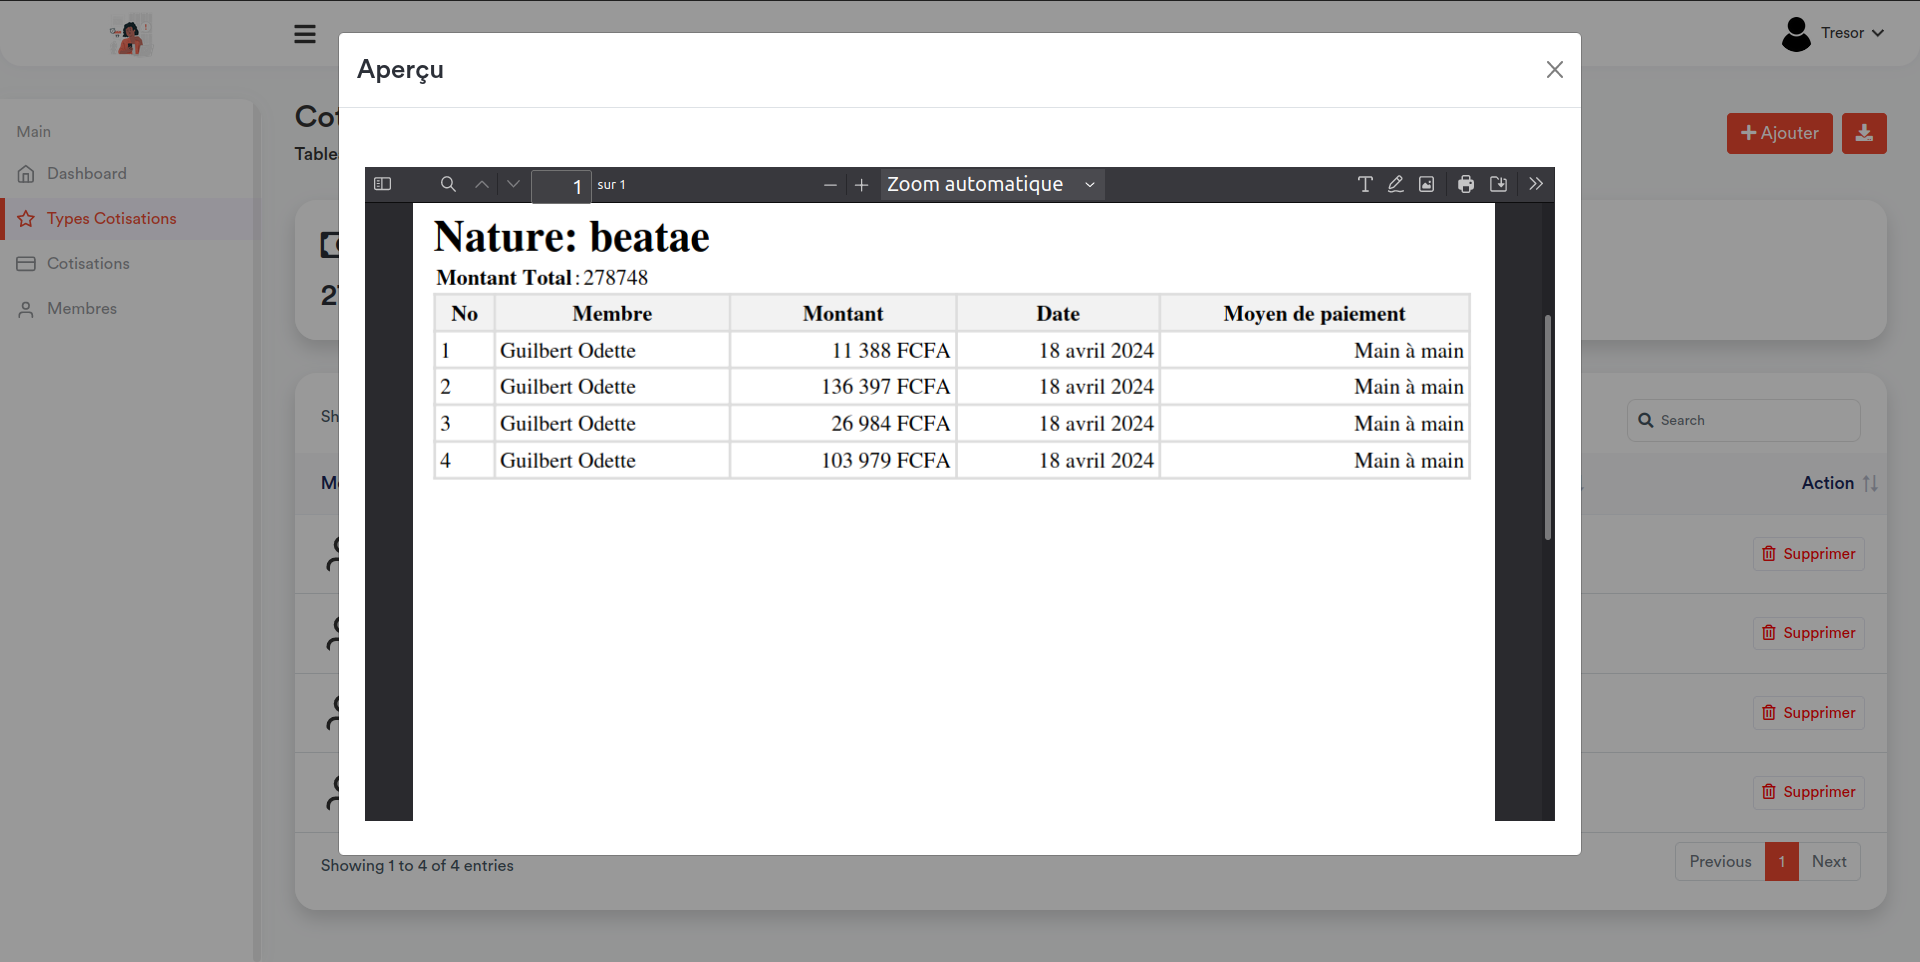 Tresor
Aperçu
Main
Dashboard
Types Cotisations
Cotisations
Membres
Table
Ajouter
1 sur 1
Zoom automatique
Nature: beatae
Montant Total : 278748
No Membre Montant Date Moyen de paiement
1 Guilbert Odette 11 388 FCFA 18 avril 2024 Main à main
2 Guilbert Odette 136 397 FCFA 18 avril 2024 Main à main
3 Guilbert Odette 26 984 FCFA 18 avril 2024 Main à main
4 Guilbert Odette 103 979 FCFA 18 avril 2024 Main à main
Search
Action
Supprimer
Supprimer
Supprimer
Supprimer
Showing 1 to 4 of 4 entries
Previous 1 Next